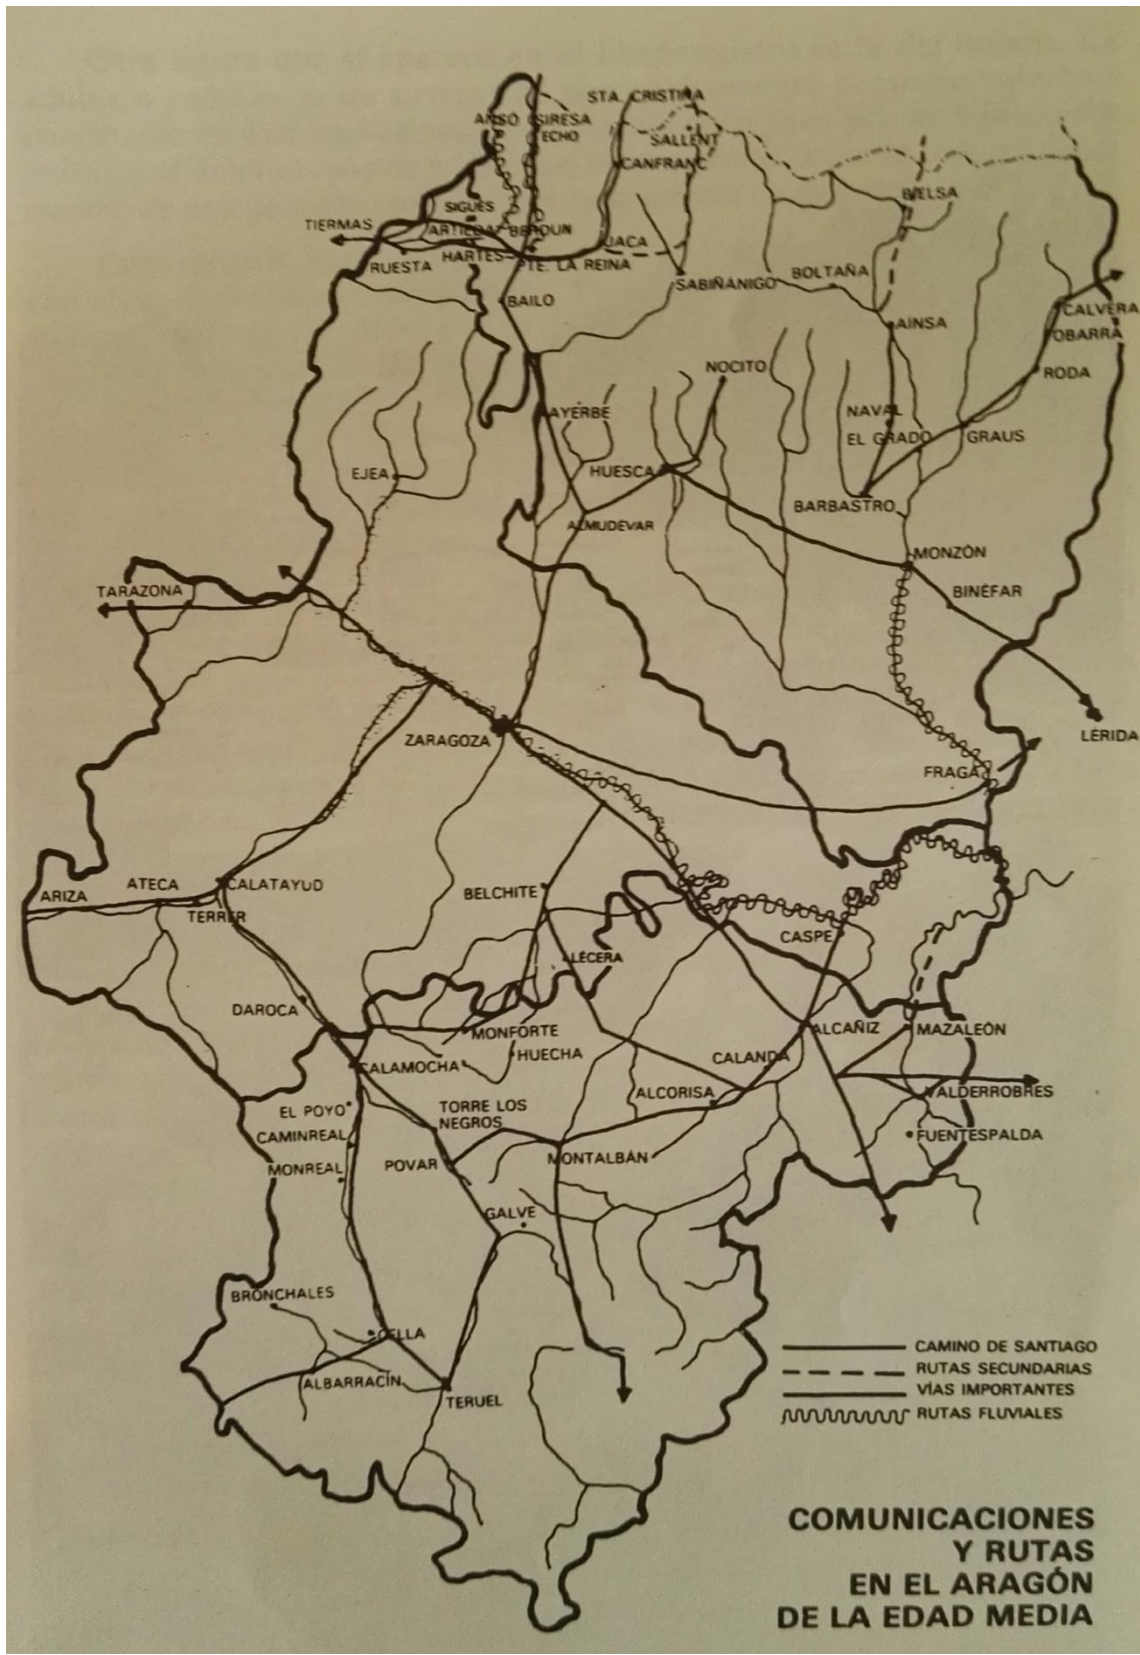 STA. CRISTINA
ANSÓ
SIRESA
ECHO
SALLENT
CANFRANC
BIELSA
SIGUES
TIERMAS
ARTIEDA
BERDUN
JACA
HARTES
PTE. LA REINA
RUESTA
SABIÑÁNIGO
BOLTAÑA
BAILO
CALVERA
OBARRA
AINSA
NOCITO
RODA
AYERBE
NAVAL
EL GRADO
GRAUS
EJEA
HUESCA
BARBASTRO
ALMUDEVAR
MONZÓN
TARAZONA
BINÉFAR
LÉRIDA
ZARAGOZA
FRAGA
ARIZA
ATECA
CALATAYUD
TERRER
BELCHITE
CASPE
LÉCERA
DAROCA
MONFORTE
ALCAÑIZ
MAZALEÓN
HUECHA
CALANDA
CALAMOCHA
ALCORISA
VALDERROBRES
EL POYO
TORRE LOS
NEGROS
CAMINREAL
FUENTESPALDA
MONREAL
POVAR
MONTALBÁN
GALVE
BRONCHALES
CELLA
ALBARRACÍN
TERUEL
CAMINO DE SANTIAGO
RUTAS SECUNDARIAS
VÍAS IMPORTANTES
RUTAS FLUVIALES
COMUNICACIONES
Y RUTAS
EN EL ARAGÓN
DE LA EDAD MEDIA